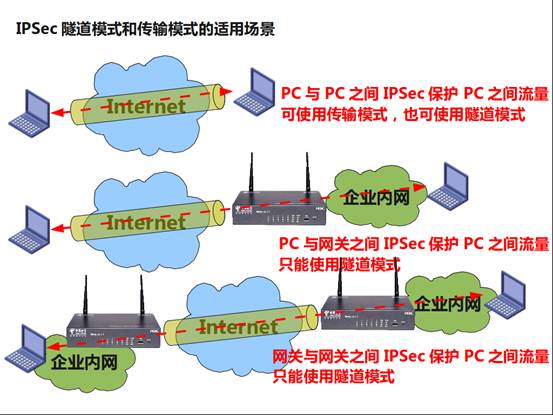 IPSec 隧道模式和传输模式的适用场景
Internet
PC 与 PC 之间 IPSec 保护 PC 之间流量
可使用传输模式，也可使用隧道模式
Internet
企业内网
PC 与网关之间 IPSec 保护 PC 之间流量
只能使用隧道模式
企业内网
Internet
企业内网
网关与网关之间 IPSec 保护 PC 之间流量
只能使用隧道模式